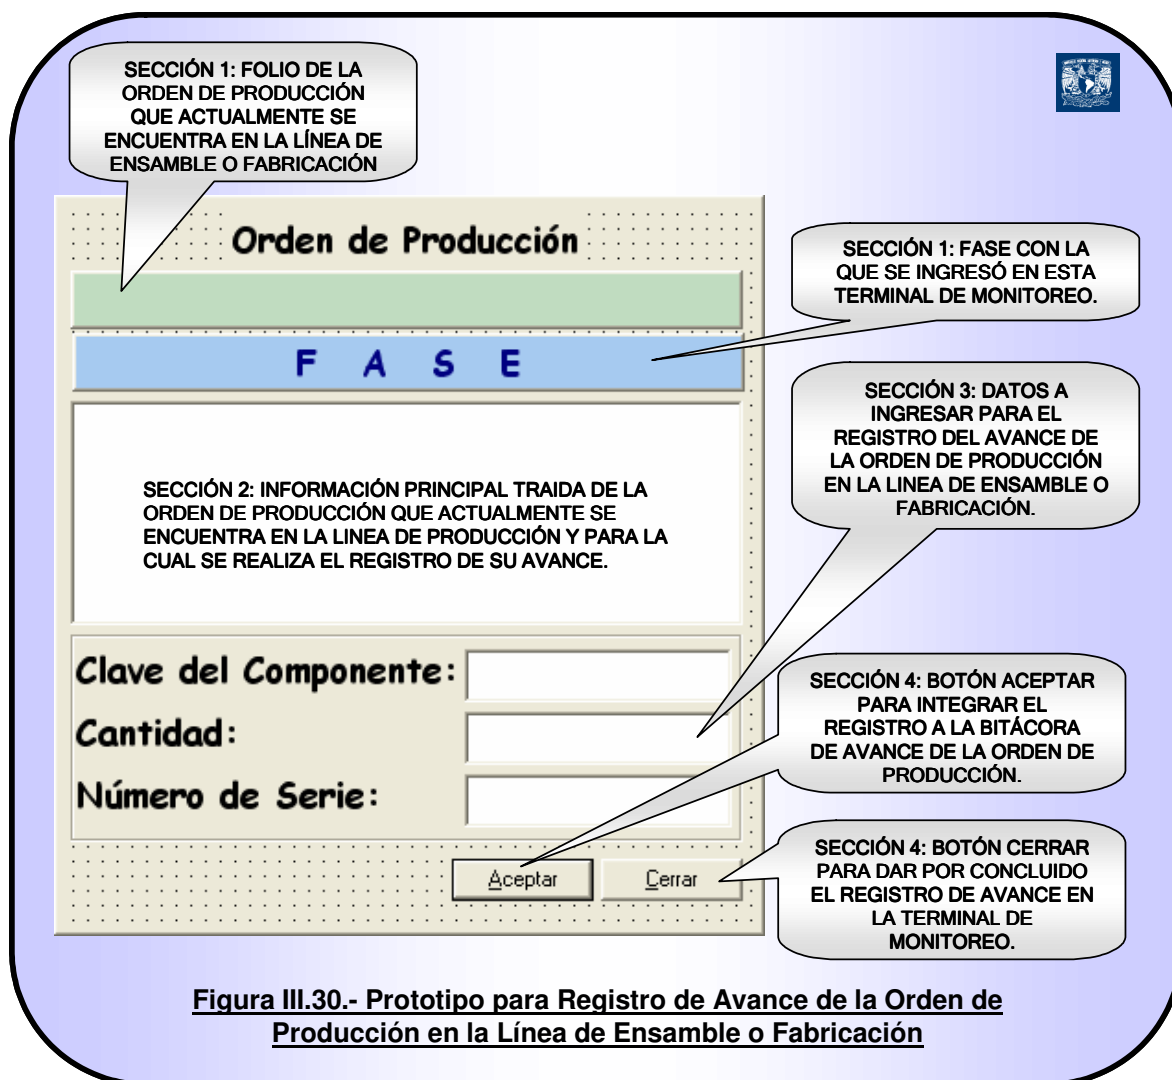 SECCIÓN 1: FOLIO DE LA
ORDEN DE PRODUCCIÓN
QUE ACTUALMENTE SE
ENCUENTRA EN LA LÍNEA DE
ENSAMBLE O FABRICACIÓN
Orden de Producción
SECCIÓN 1: FASE CON LA
QUE SE INGRESÓ EN ESTA
TERMINAL DE MONITOREO.
F A S E
SECCIÓN 3: DATOS A
INGRESAR PARA EL
REGISTRO DEL AVANCE DE
LA ORDEN DE PRODUCCIÓN
EN LA LINEA DE ENSAMBLE O
FABRICACIÓN.
SECCIÓN 2: INFORMACIÓN PRINCIPAL TRAIDA DE LA
ORDEN DE PRODUCCIÓN QUE ACTUALMENTE SE
ENCUENTRA EN LA LINEA DE PRODUCCIÓN Y PARA LA
CUAL SE REALIZA EL REGISTRO DE SU AVANCE.
Clave del Componente:
Cantidad:
Número de Serie:
SECCIÓN 4: BOTÓN ACEPTAR
PARA INTEGRAR EL
REGISTRO A LA BITÁCORA
DE AVANCE DE LA ORDEN DE
PRODUCCIÓN.
Aceptar
Cerrar
SECCIÓN 4: BOTÓN CERRAR
PARA DAR POR CONCLUIDO
EL REGISTRO DE AVANCE EN
LA TERMINAL DE
MONITOREO.
Figura III.30.- Prototipo para Registro de Avance de la Orden de
Producción en la Línea de Ensamble o Fabricación